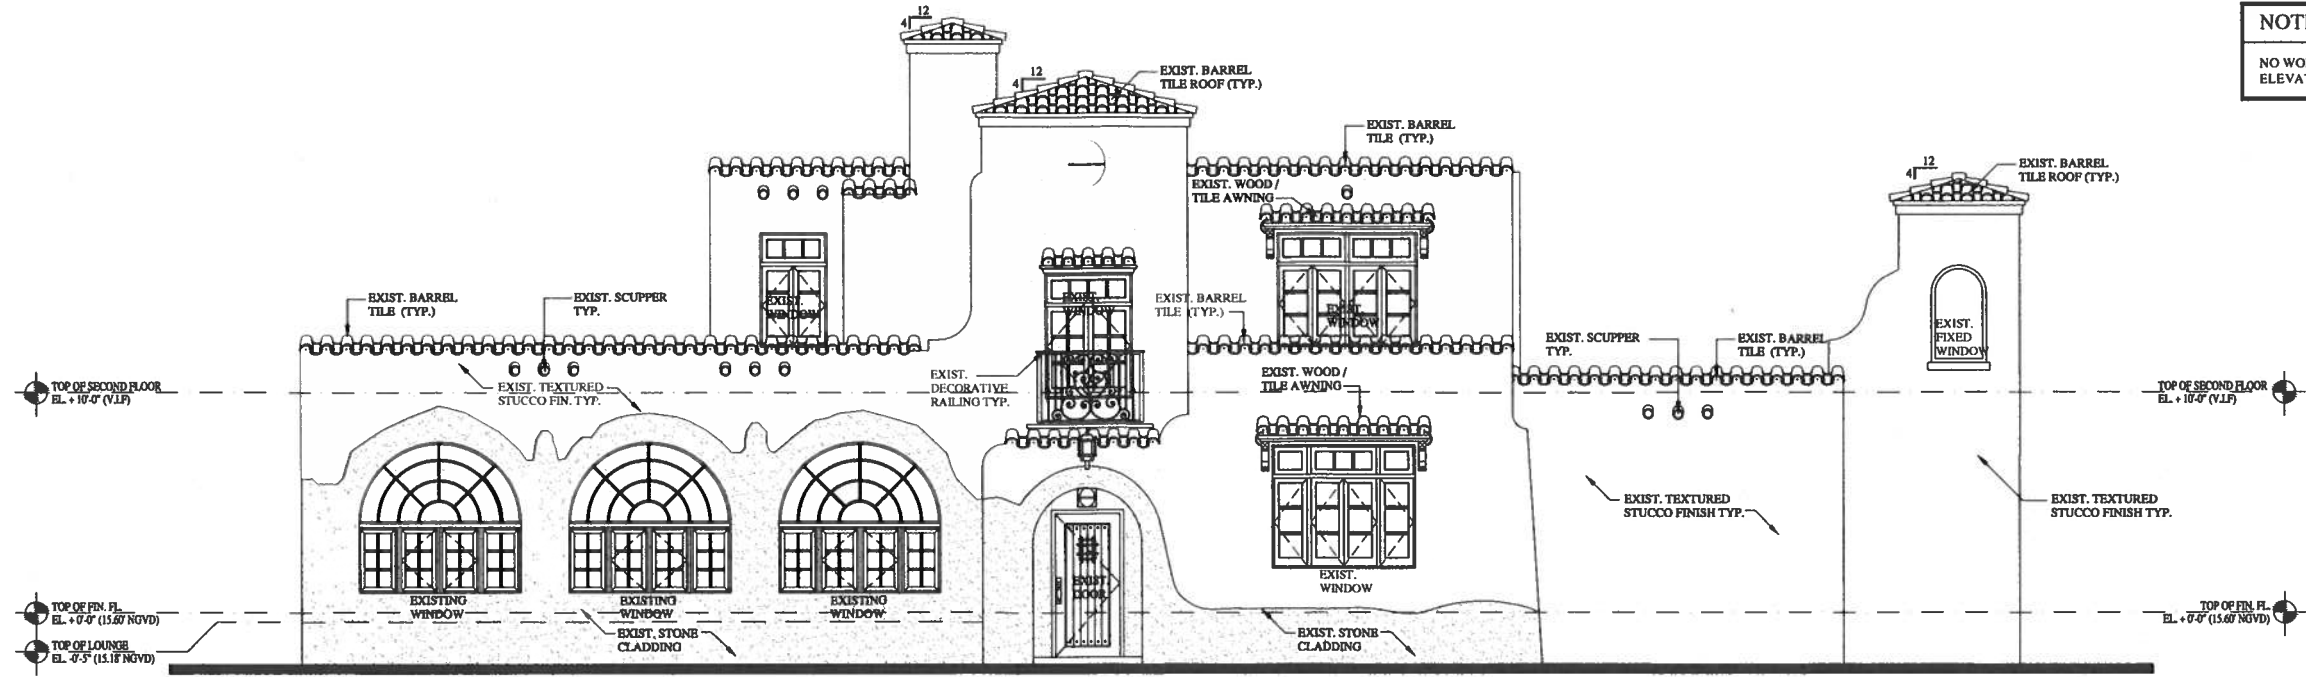 12
4
NOT
NO WO
ELEVA
12
4
EXIST. BARREL
TILE ROOF (TYP.)
EXIST. BARREL
TILE (TYP.)
12
4
EXIST. BARREL
TILE ROOF (TYP.)
EXIST. WOOD /
TILE AWNING
EXIST. BARREL
TILE (TYP.)
EXIST. SCUPPER
TYP.
EXIST.
WINDOW
EXIST.
WINDOW
EXIST. BARREL
TILE (TYP.)
EXIST.
WINDOW
EXIST. SCUPPER
TYP.
EXIST. BARREL
TILE (TYP.)
EXIST.
FIXED
WINDOW
TOP OF SECOND FLOOR
EL. + 10'-0" (V.I.F)
EXIST. TEXTURED
STUCCO FIN. TYP.
EXIST.
DECORATIVE
RAILING TYP.
EXIST. WOOD /
TILE AWNING
TOP OF SECOND FLOOR
EL. + 10'-0" (V.I.F)
EXIST. TEXTURED
STUCCO FINISH TYP.
EXIST. TEXTURED
STUCCO FINISH TYP.
EXISTING
WINDOW
EXISTING
WINDOW
EXISTING
WINDOW
EXIST.
DOOR
EXIST.
WINDOW
TOP OF FIN. FL.
EL. + 0'-0" (15.60' NGVD)
TOP OF FIN. FL.
EL. + 0'-0" (15.60' NGVD)
TOP OF LOUNGE
EL. -0'-5" (15.18' NGVD)
EXIST. STONE
CLADDING
EXIST. STONE
CLADDING